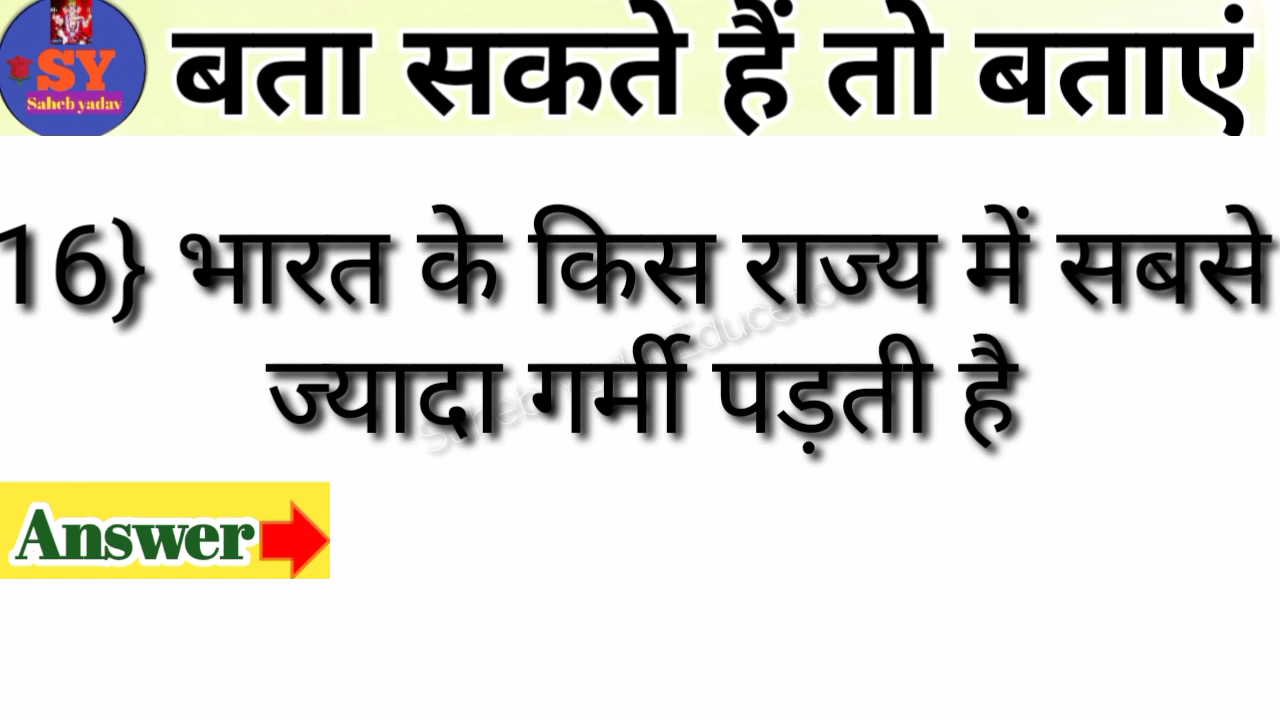 SY
Saheb yadav
बता सकते हैं तो बताएं
16} भारत के किस राज्य में सबसे
ज्यादा गर्मी पड़ती है
Answer